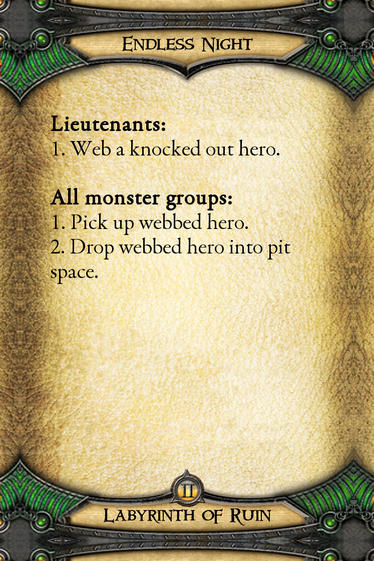 Endless Night
Lieutenants:
1. Web a knocked out hero.
All monster groups:
1. Pick up webbed hero.
2. Drop webbed hero into pit
space.
II
Labyrinth of Ruin